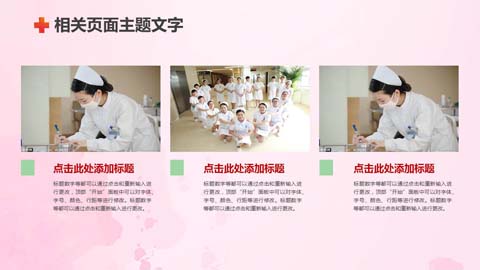 相关页面主题文字
点击此处添加标题
标题数字等都可以通过点击和重新输入进
行更改，顶部“开始”面板中可以对字体、
字号、颜色、行距等进行修改。标题数字
等都可以通过点击和重新输入进行更改。
点击此处添加标题
标题数字等都可以通过点击和重新输入进
行更改，顶部“开始”面板中可以对字体、
字号、颜色、行距等进行修改。标题数字
等都可以通过点击和重新输入进行更改。
点击此处添加标题
标题数字等都可以通过点击和重新输入进
行更改，顶部“开始”面板中可以对字体、
字号、颜色、行距等进行修改。标题数字
等都可以通过点击和重新输入进行更改。